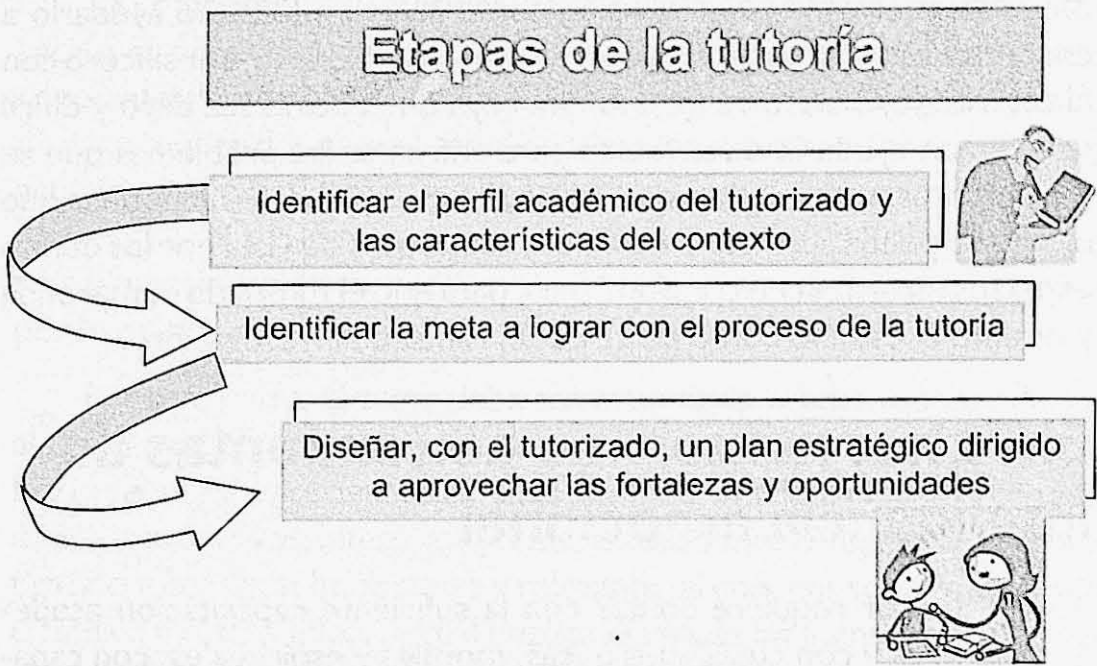 Etapas de la tutoría
Identificar el perfil académico del tutorizado y
las características del contexto
Identificar la meta a lograr con el proceso de la tutoría
Diseñar, con el tutorizado, un plan estratégico dirigido
a aprovechar las fortalezas y oportunidades